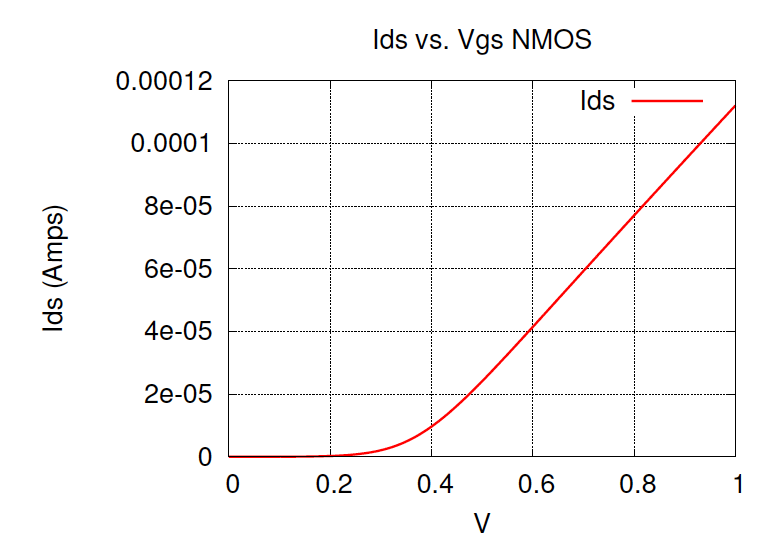 Ids vs. Vgs NMOS
0.00012
Ids
0.0001
8e-05
Ids (Amps)
6e-05
4e-05
2e-05
0
0 0.2 0.4 0.6 0.8 1
V